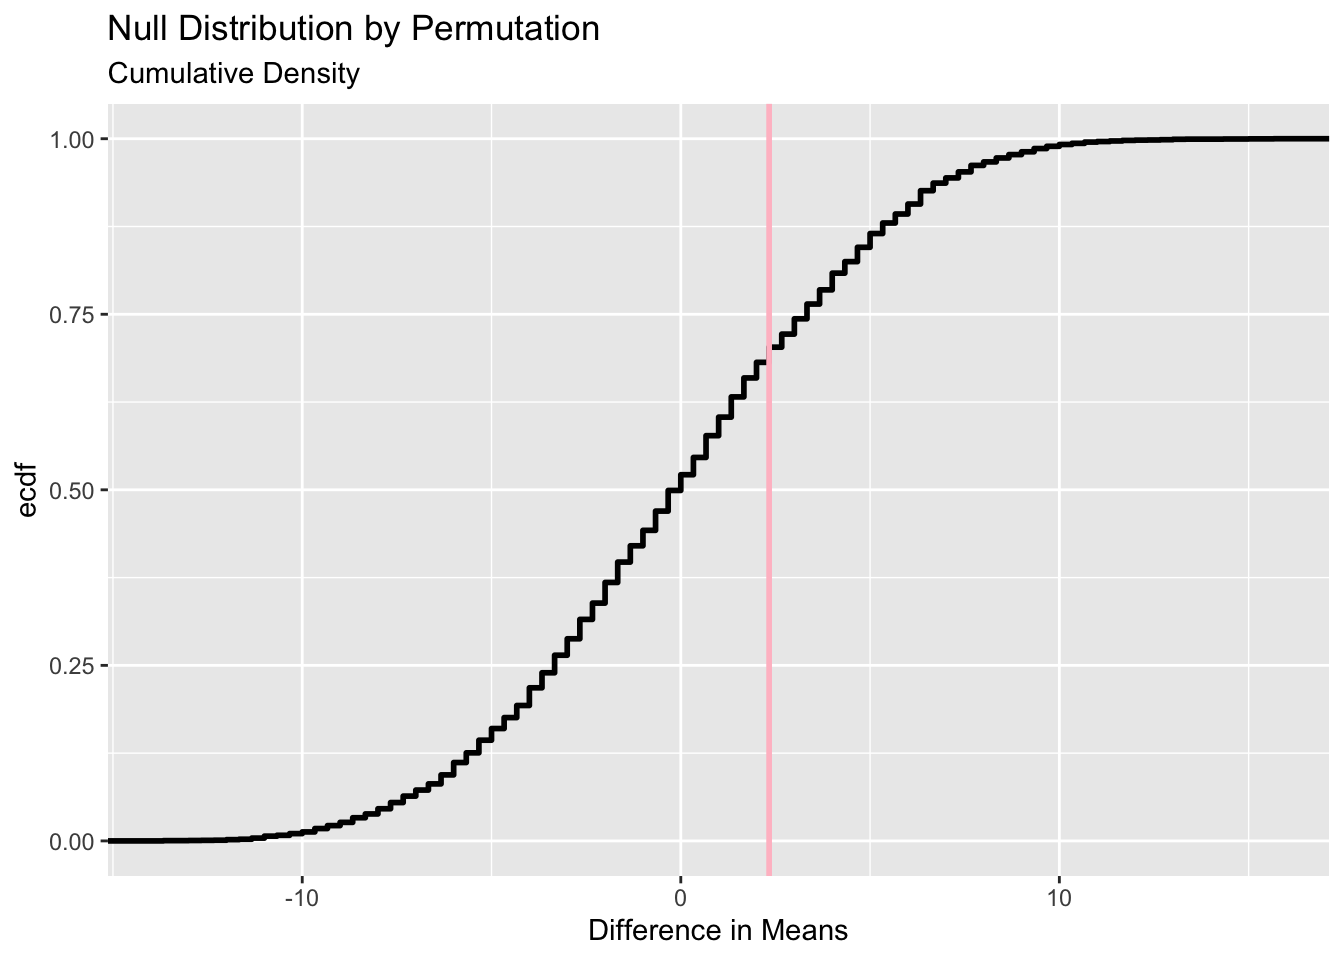 Null Distribution by Permutation
Cumulative Density
1.00
0.75
0.50
0.25
0.00
ecdf
-10
0
10
Difference in Means